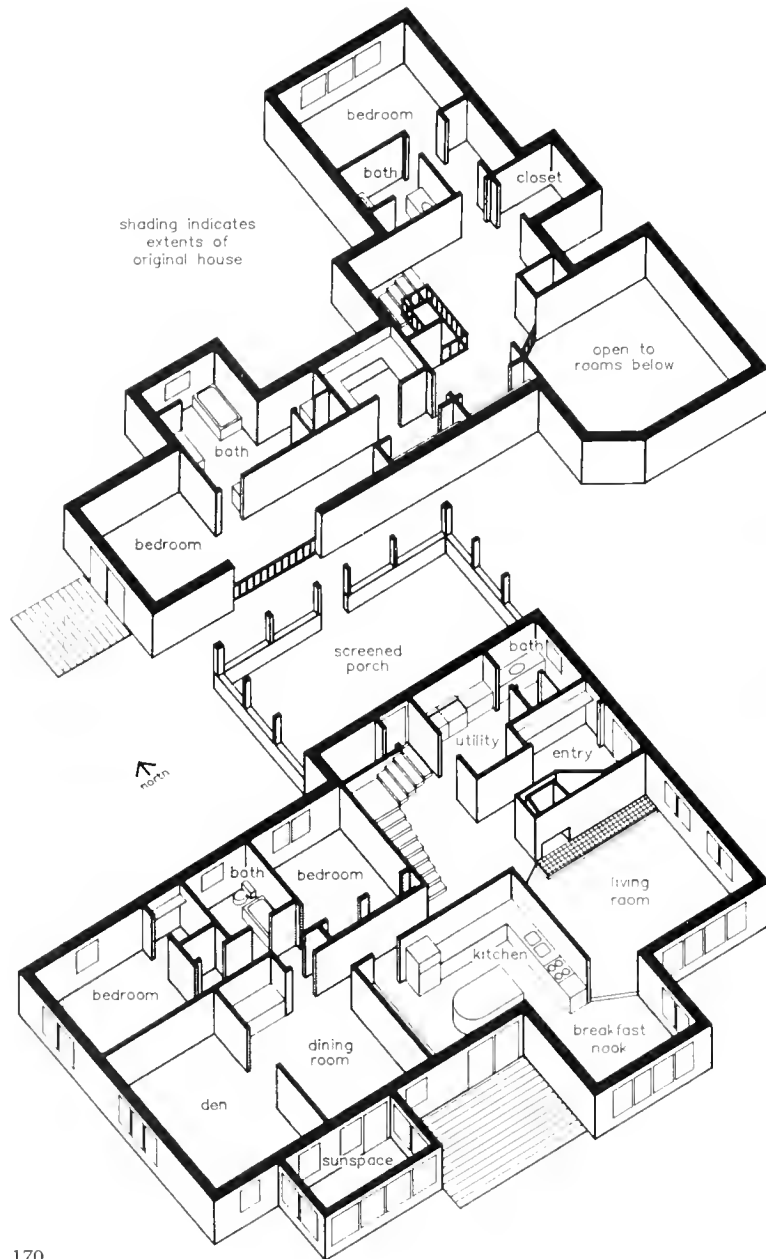 bedroom
bath
closet
shading indicates
extents of
original house
open to
rooms below
bath
bedroom
screened
porch
bath
utility
entry
north
bath
bedroom
living
room
kitchen
bedroom
dining
room
breakfast
nook
den
sunspace
170